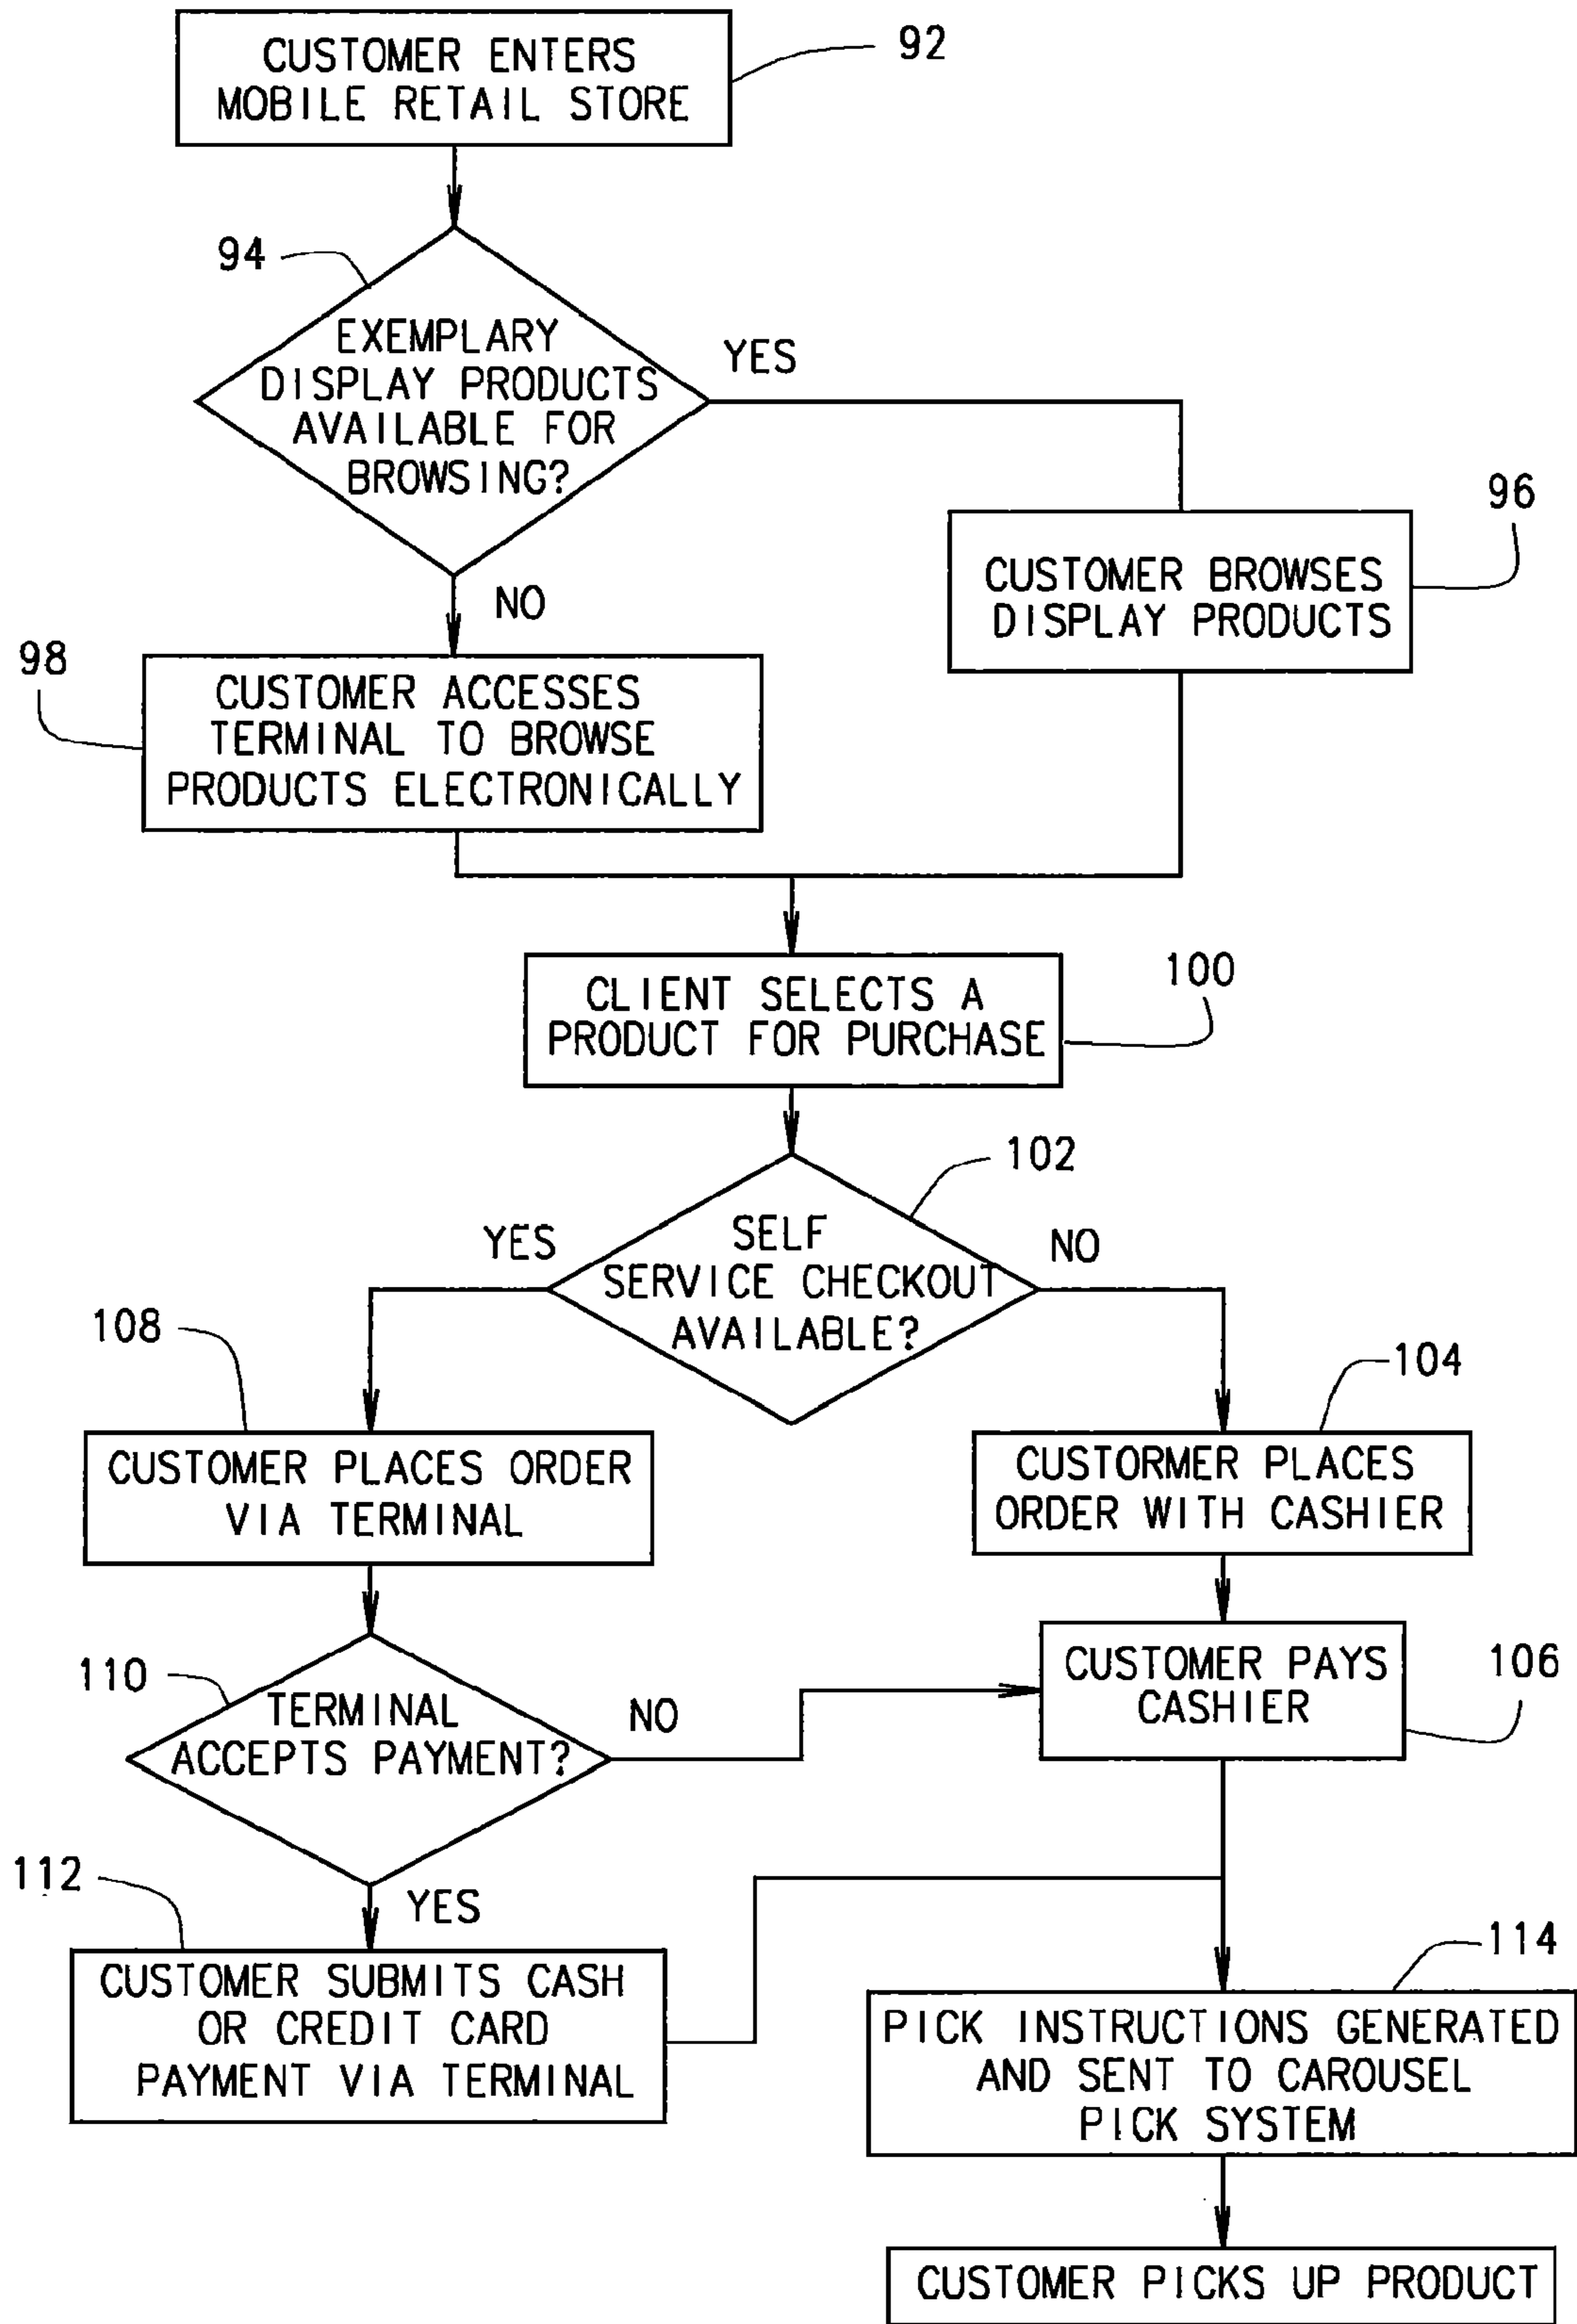 CUSTOMER ENTERS
MOBILE RETAIL STORE
92
94
EXEMPLARY
DISPLAY PRODUCTS
AVAILABLE FOR
BROWSING?
YES
NO
96
CUSTOMER BROWSES
DISPLAY PRODUCTS
98
CUSTOMER ACCESSES
TERMINAL TO BROWSE
PRODUCTS ELECTRONICALLY
CLIENT SELECTS A
PRODUCT FOR PURCHASE
100
102
SELF
SERVICE CHECKOUT
AVAILABLE?
YES
NO
108
CUSTOMER PLACES ORDER
VIA TERMINAL
104
CUSTORMER PLACES
ORDER WITH CASHIER
110
TERMINAL
ACCEPTS PAYMENT?
NO
YES
CUSTOMER PAYS
CASHIER
106
112
CUSTOMER SUBMITS CASH
OR CREDIT CARD
PAYMENT VIA TERMINAL
114
PICK INSTRUCTIONS GENERATED
AND SENT TO CAROUSEL
PICK SYSTEM
CUSTOMER PICKS UP PRODUCT